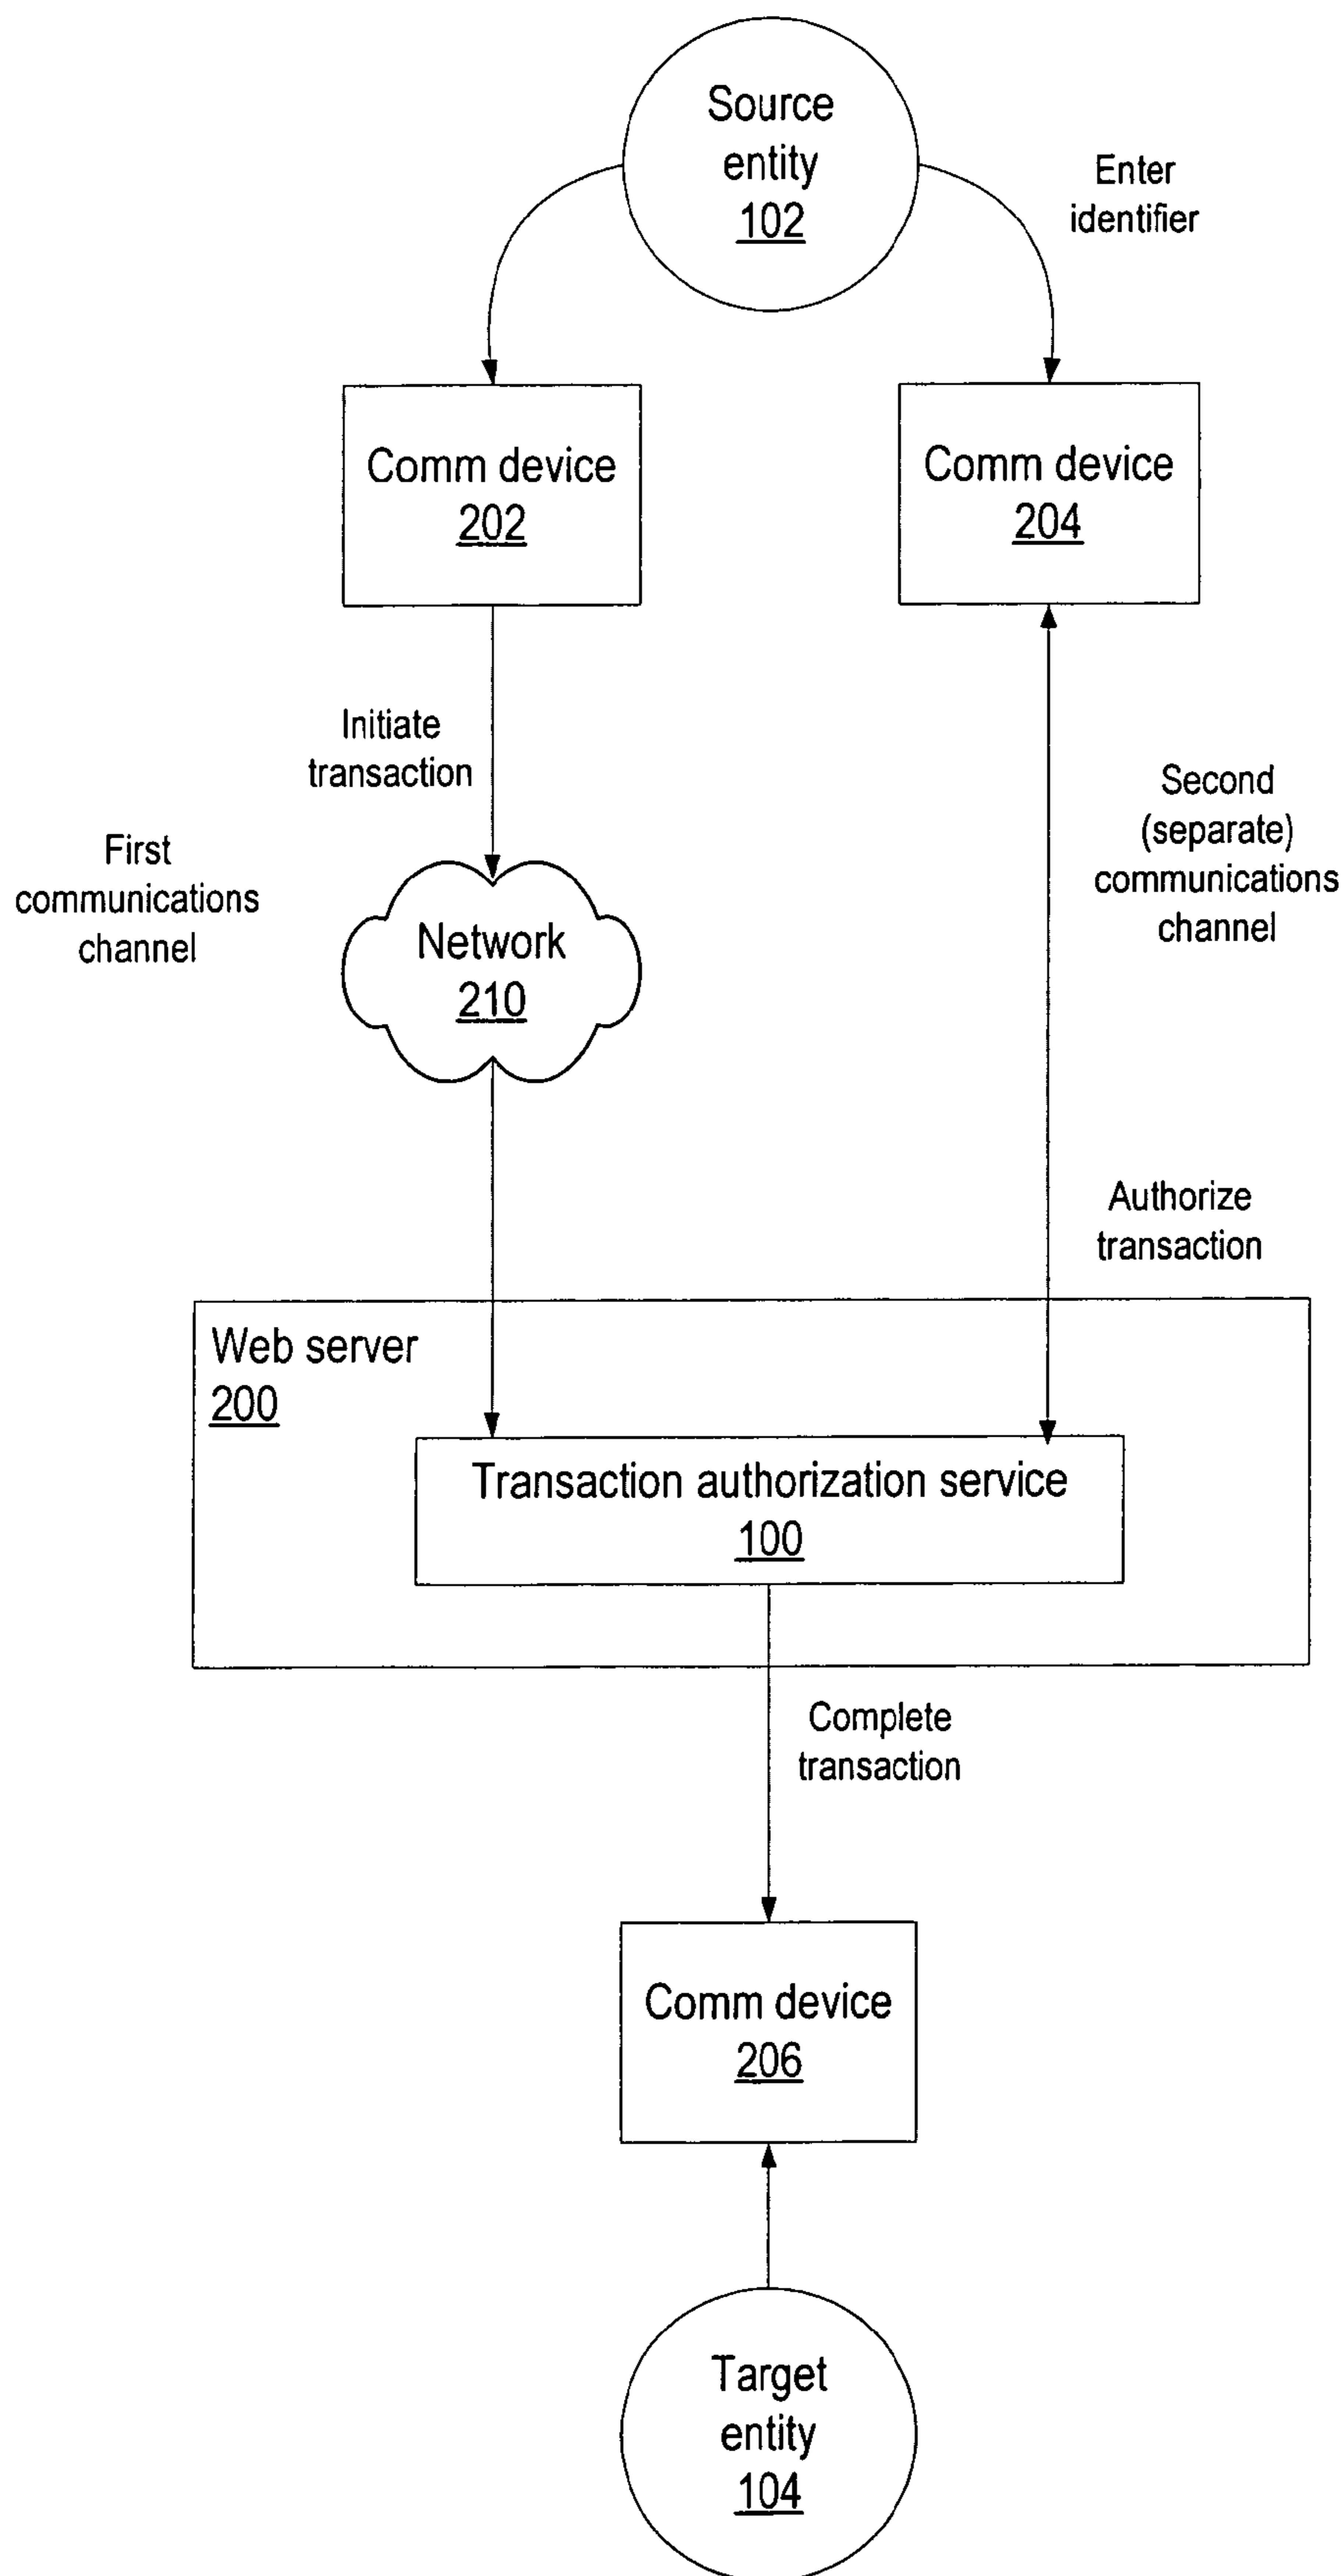 Source
entity
102
Enter
identifier
Comm device
202
Comm device
204
Initiate
transaction
First
communications
channel
Second
(separate)
communications
channel
Network
210
Authorize
transaction
Web server
200
Transaction authorization service
100
Complete
transaction
Comm device
206
Target
entity
104